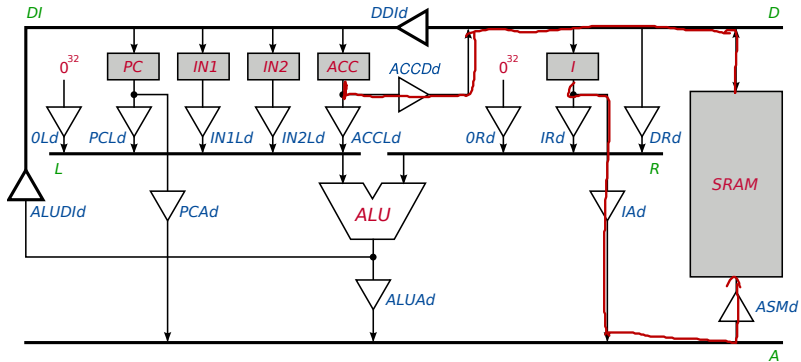 DI DDId D
0³² PC IN1 IN2 ACC ACCDd 0³² I
0Ld PCLd IN1Ld IN2Ld ACCLd 0Rd IRd DRd
L R
SRAM
ALUDId PCAd ALU IAd
ALUAd ASMd
A